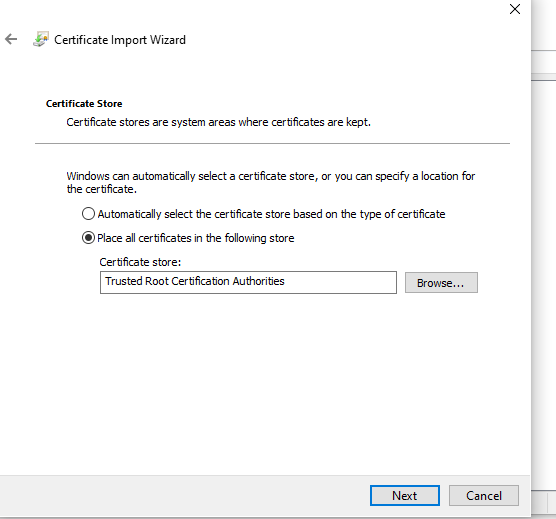 Certificate Import Wizard
Certificate Store
Certificate stores are system areas where certificates are kept.
Windows can automatically select a certificate store, or you can specify a location for
the certificate.
Automatically select the certificate store based on the type of certificate
Place all certificates in the following store
Certificate store:
Trusted Root Certification Authorities
Browse...
Next
Cancel